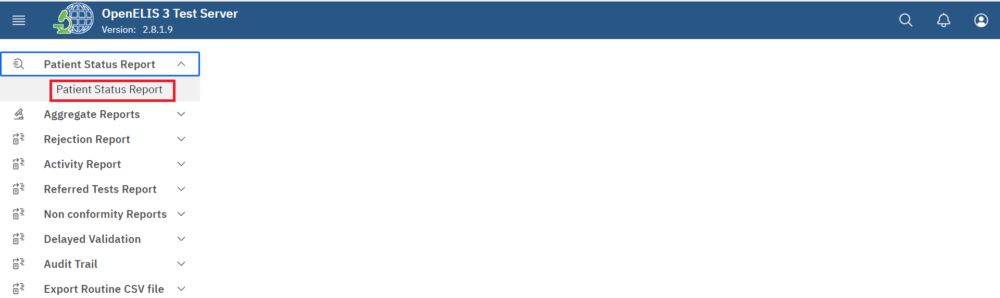 OpenELIS 3 Test Server
Version: 2.8.1.9
Patient Status Report
Patient Status Report
Aggregate Reports
Rejection Report
Activity Report
Referred Tests Report
Non conformity Reports
Delayed Validation
Audit Trail
Export Routine CSV file